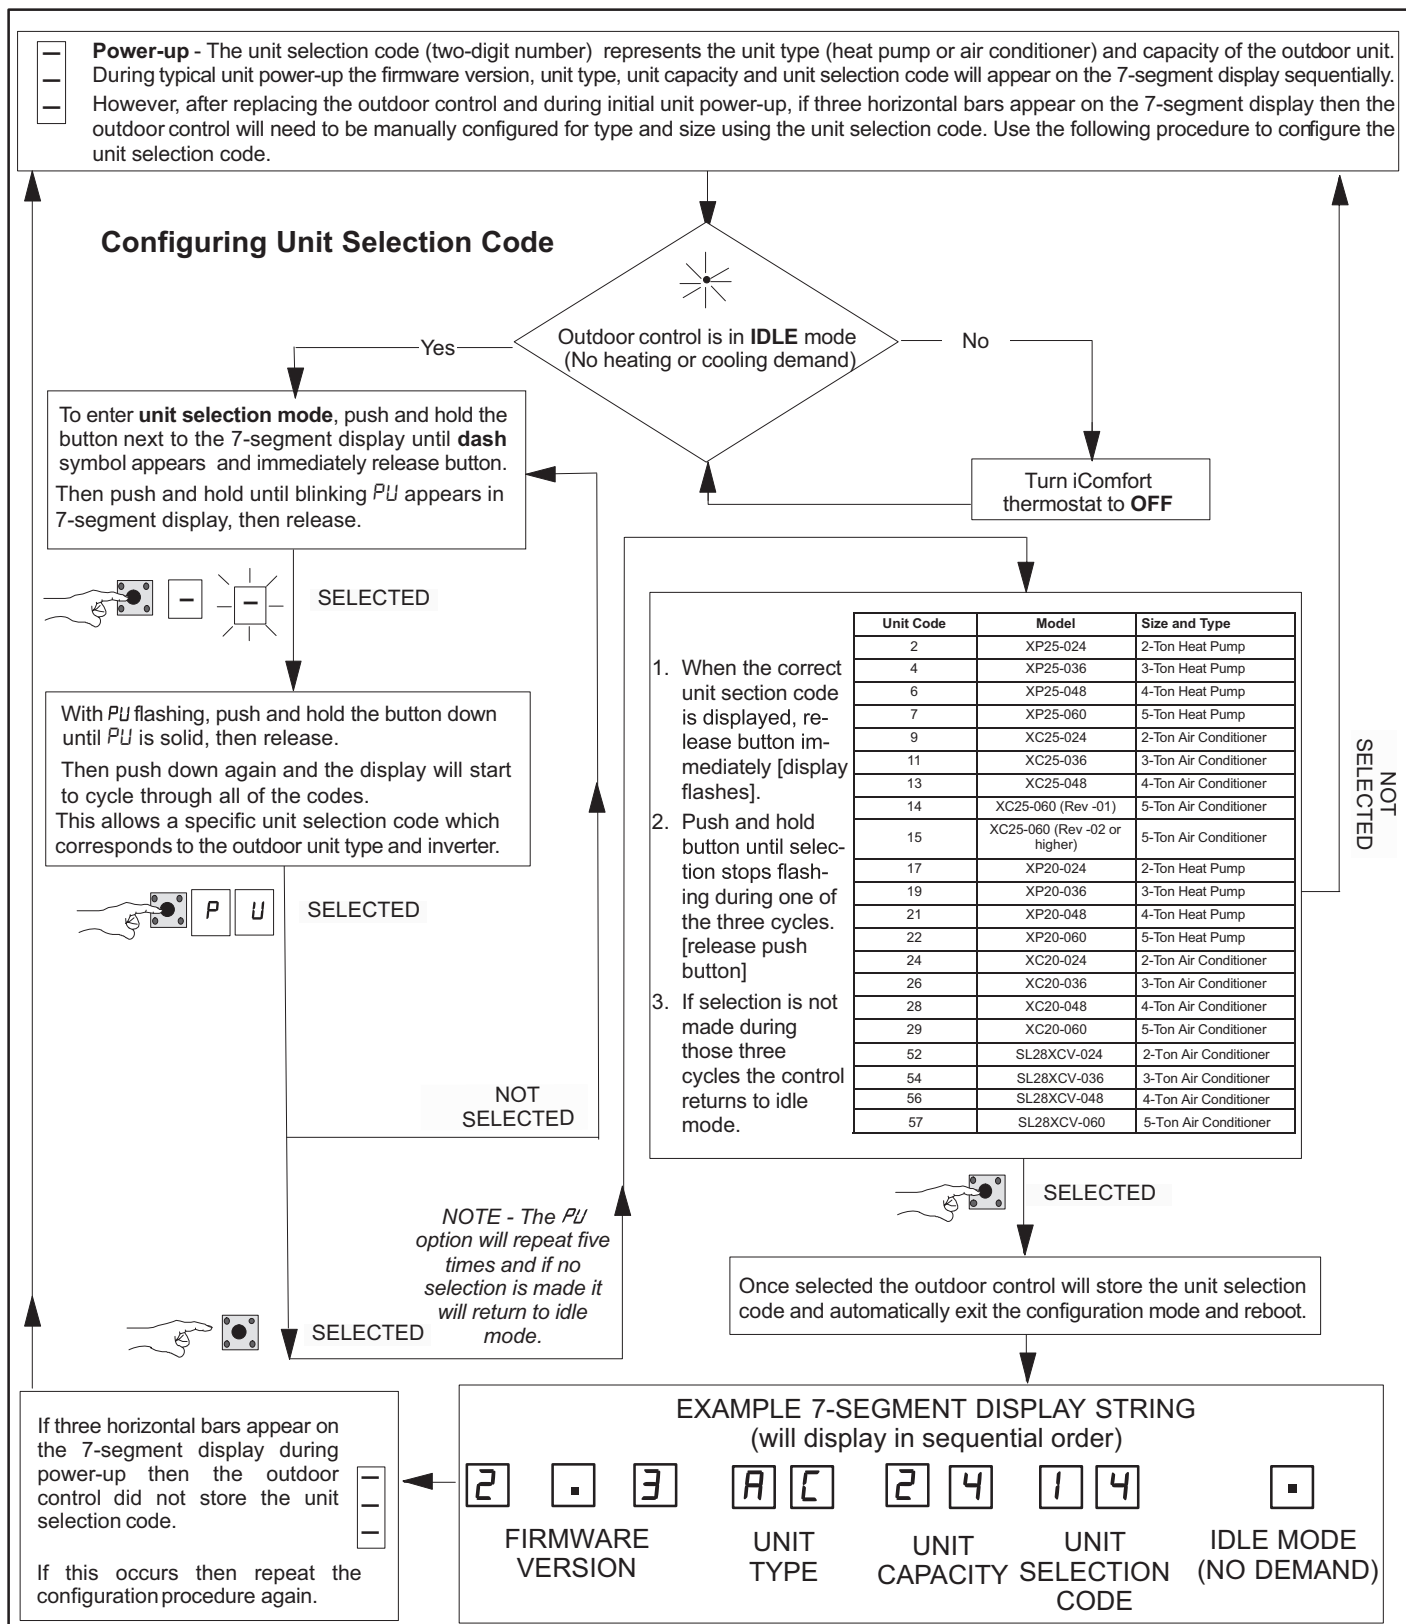 Power-up - The unit selection code (two-digit number) represents the unit type (heat pump or air conditioner) and capacity of the outdoor unit.
During typical unit power-up the firmware version, unit type, unit capacity and unit selection code will appear on the 7-segment display sequentially.
However, after replacing the outdoor control and during initial unit power-up, if three horizontal bars appear on the 7-segment display then the
outdoor control will need to be manually configured for type and size using the unit selection code. Use the following procedure to configure the
unit selection code.
Configuring Unit Selection Code
Outdoor control is in IDLE mode
(No heating or cooling demand)
Yes
No
To enter unit selection mode, push and hold the
button next to the 7-segment display until dash
symbol appears and immediately release button.
Then push and hold until blinking PU appears in
7-segment display, then release.
Turn iComfort
thermostat to OFF
SELECTED
With PU flashing, push and hold the button down
until PU is solid, then release.
Then push down again and the display will start
to cycle through all of the codes.
This allows a specific unit selection code which
corresponds to the outdoor unit type and inverter.
P U
SELECTED
NOT
SELECTED
NOTE - The PU
option will repeat five
times and if no
selection is made it
will return to idle
mode.
SELECTED
1. When the correct
unit section code
is displayed, re-
lease button im-
mediately [display
flashes].
2. Push and hold
button until selec-
tion stops flash-
ing during one of
the three cycles.
[release push
button]
3. If selection is not
made during
those three
cycles the control
returns to idle
mode.
Unit Code Model Size and Type
2 XP25-024 2-Ton Heat Pump
4 XP25-036 3-Ton Heat Pump
6 XP25-048 4-Ton Heat Pump
7 XP25-060 5-Ton Heat Pump
9 XC25-024 2-Ton Air Conditioner
11 XC25-036 3-Ton Air Conditioner
13 XC25-048 4-Ton Air Conditioner
14 XC25-060 (Rev -01) 5-Ton Air Conditioner
15 XC25-060 (Rev -02 or higher) 5-Ton Air Conditioner
17 XP20-024 2-Ton Heat Pump
19 XP20-036 3-Ton Heat Pump
21 XP20-048 4-Ton Heat Pump
22 XP20-060 5-Ton Heat Pump
24 XC20-024 2-Ton Air Conditioner
26 XC20-036 3-Ton Air Conditioner
28 XC20-048 4-Ton Air Conditioner
29 XC20-060 5-Ton Air Conditioner
52 SL28XCV-024 2-Ton Air Conditioner
54 SL28XCV-036 3-Ton Air Conditioner
56 SL28XCV-048 4-Ton Air Conditioner
57 SL28XCV-060 5-Ton Air Conditioner
NOT
SELECTED
SELECTED
Once selected the outdoor control will store the unit selection
code and automatically exit the configuration mode and reboot.
EXAMPLE 7-SEGMENT DISPLAY STRING
(will display in sequential order)
2 . 3 A C 2 4 1 4 .
FIRMWARE
VERSION
UNIT
TYPE
UNIT
CAPACITY
UNIT
SELECTION
CODE
IDLE MODE
(NO DEMAND)
If three horizontal bars appear on
the 7-segment display during
power-up then the outdoor
control did not store the unit
selection code.
If this occurs then repeat the
configuration procedure again.